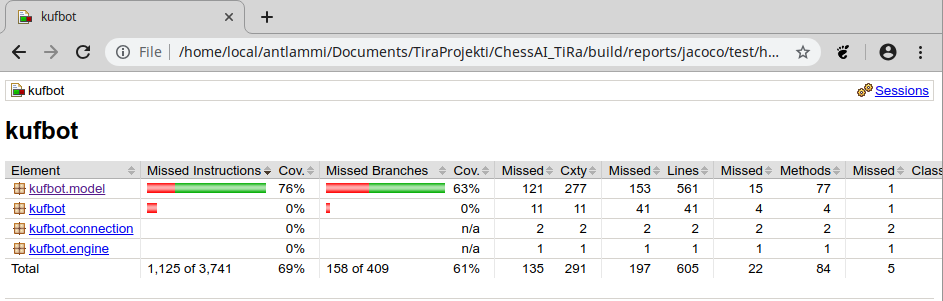 kufbot
File /home/local/antlammi/Documents/TiraProjekti/ChessAI_TiRa/build/reports/jacoco/test/h...
kufbot Sessions
kufbot
Element Missed Instructions Cov. Missed Branches Cov. Missed Cxty Missed Lines Missed Methods Missed Class
kufbot.model 76% 63% 121 277 153 561 15 77 1
kufbot 0% 0% 11 11 41 41 4 4 1
kufbot.connection 0% n/a 2 2 2 2 2 2 2
kufbot.engine 0% n/a 1 1 1 1 1 1 1
Total 1,125 of 3,741 69% 158 of 409 61% 135 291 197 605 22 84 5